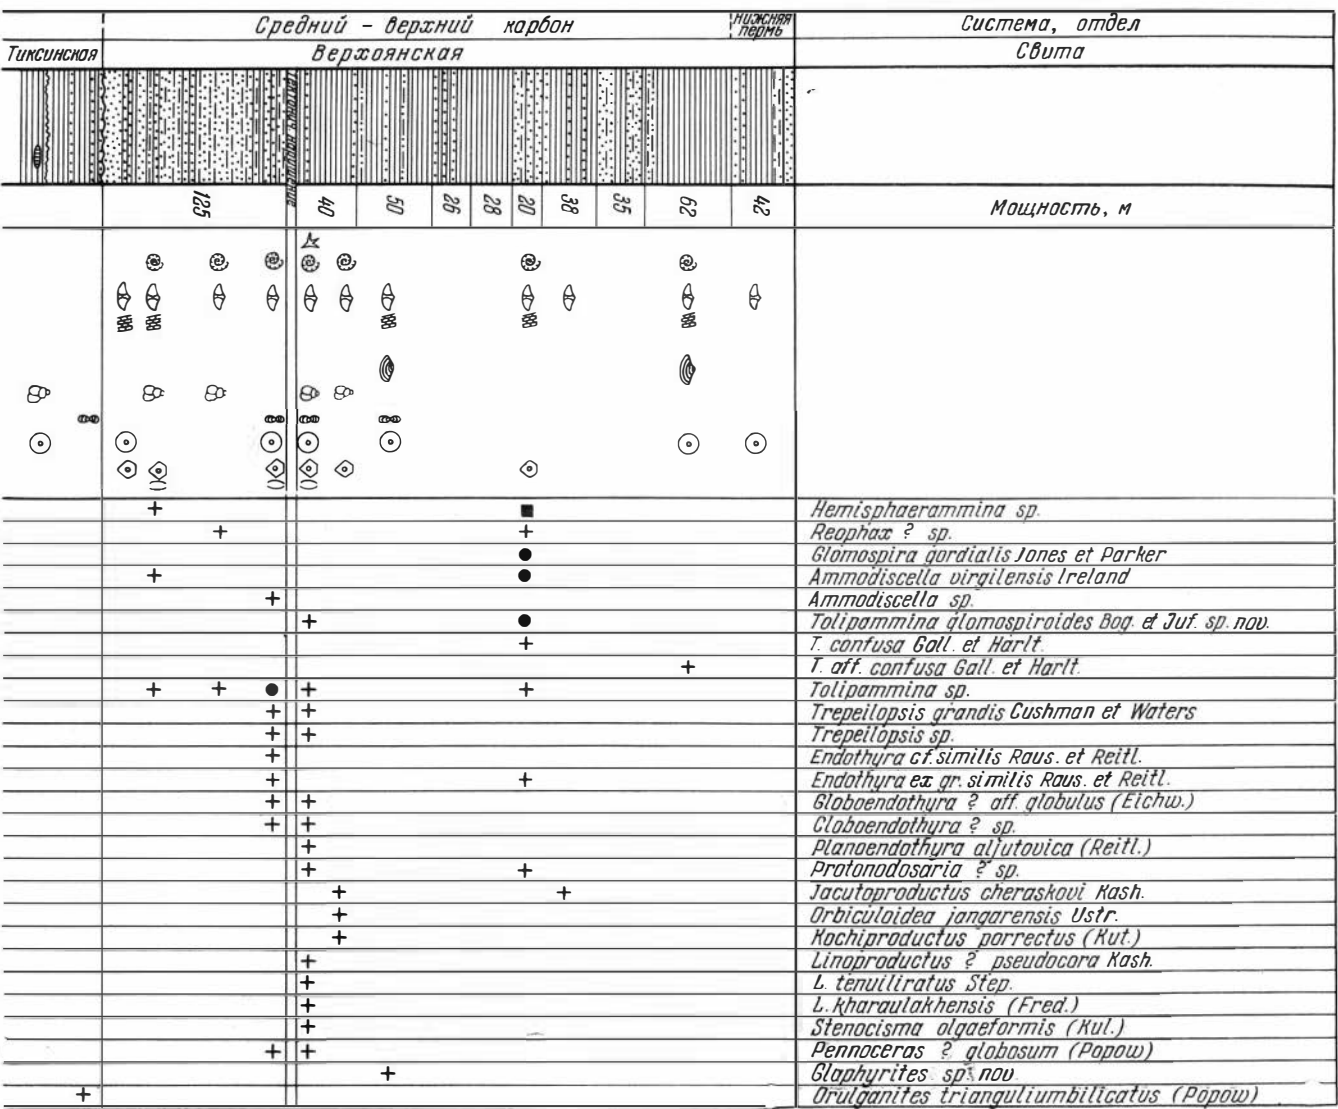 Средний – верхний карбон
Нижняя пермь
Система, отдел
Тиксинская
Верхоянская
Свита
Тектонич. нарушение
125
40
50
26
28
20
38
35
62
42
Мощность, м
Hemisphaerammina sp.
Reophax ? sp.
Glomospira gordialis Jones et Parker
Ammodiscella virgilensis Ireland
Ammodiscella sp.
Tolipammina glomospiroides Bog. et Juf. sp. nov.
T. confusa Gall. et Harlt.
T. aff. confusa Gall. et Harlt.
Tolipammina sp.
Trepeilopsis grandis Cushman et Waters
Trepeilopsis sp.
Endothyra cf. similis Raus. et Reitl.
Endothyra ex gr. similis Raus. et Reitl.
Globoendothyra ? aff. globulus (Eichw.)
Cloboendothyra ? sp.
Planoendothyra aljutovica (Reitl.)
Protonodosaria ? sp.
Jacutoproductus cheraskovi Kash.
Orbiculoidea jangarensis Ustr.
Kochiproductus porrectus (Kut.)
Linoproductus ? pseudocora Kash.
L. tenuiliratus Step.
L. kharaulakhensis (Fred.)
Stenocisma olgaeformis (Kul.)
Pennoceras ? globosum (Popow)
Glaphyrites sp. nov.
Orulganites trianguliumbilicatus (Popow)